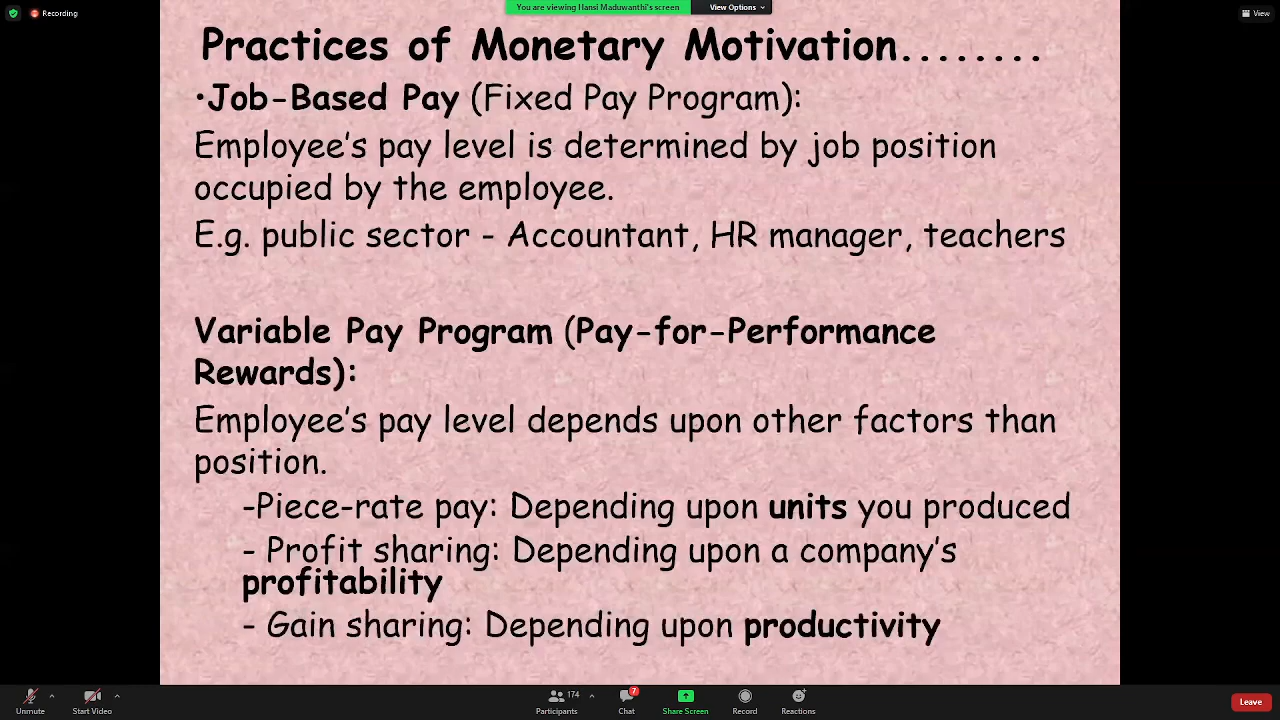 Recording
You are viewing Hansi Maduwanthi's screen
View Options
View
Practices of Monetary Motivation........
•Job-Based Pay (Fixed Pay Program):
Employee's pay level is determined by job position
occupied by the employee.
E.g. public sector - Accountant, HR manager, teachers
Variable Pay Program (Pay-for-Performance
Rewards):
Employee's pay level depends upon other factors than
position.
-Piece-rate pay: Depending upon units you produced
- Profit sharing: Depending upon a company's
profitability
- Gain sharing: Depending upon productivity
Unmute
Start Video
174
Participants
7
Chat
Share Screen
Record
Reactions
Leave